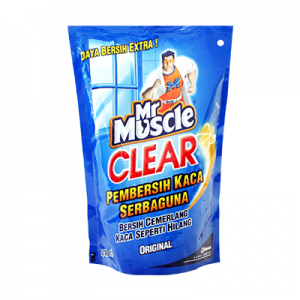 DAYA BERSIH EXTRA!
Mr
Muscle
CLEAR
PEMBERSIH KACA
SERBAGUNA
BERSIH CEMERLANG
KACA SEPERTI HILANG
ORIGINAL